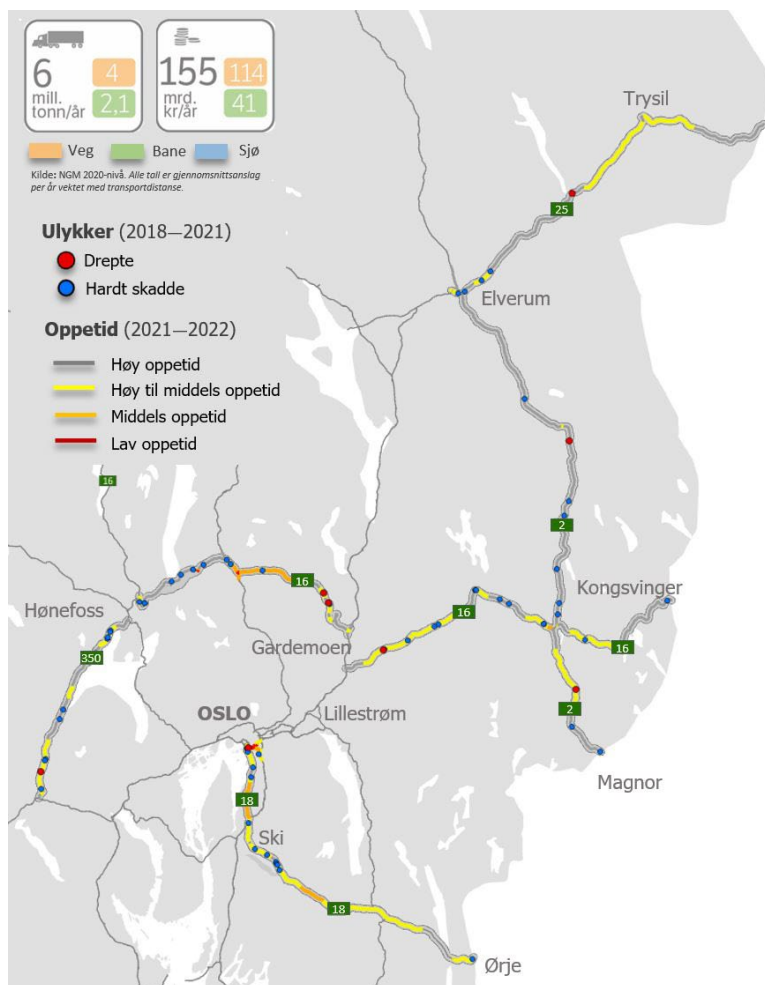 6
mill.
tonn/år
4
2,1
155
mrd.
kr/år
114
41
Veg
Bane
Sjø
Kilde: NGM 2020-nivå. Alle tall er gjennomsnittsanslag
per år vektet med transportdistanse.
Ulykker (2018—2021)
Drepte
Hardt skadde
Oppetid (2021—2022)
Høy oppetid
Høy til middels oppetid
Middels oppetid
Lav oppetid
Trysil
25
Elverum
16
2
Kongsvinger
16
Hønefoss
16
Gardemoen
350
16
OSLO
Lillestrøm
2
Magnor
18
Ski
18
Ørje